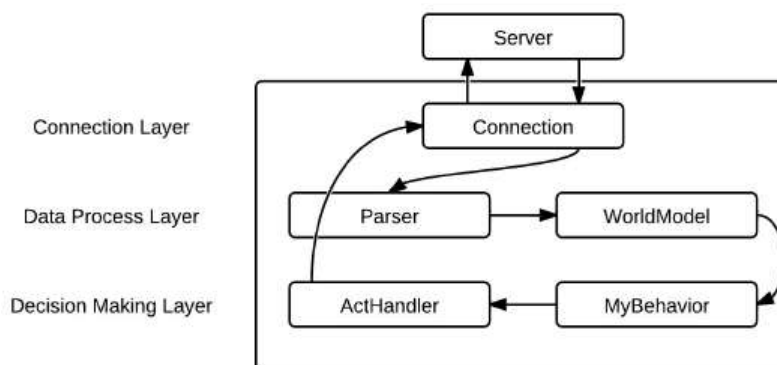 Server
Connection Layer
Connection
Data Process Layer
Parser
WorldModel
Decision Making Layer
ActHandler
MyBehavior